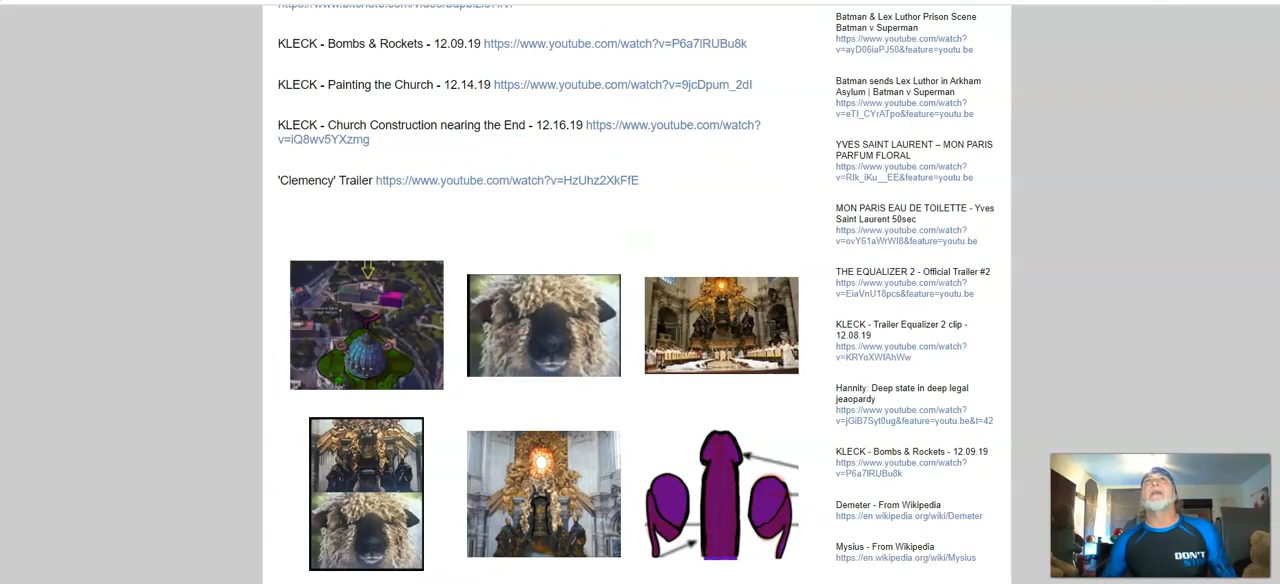 KLECK - Bombs & Rockets - 12.09.19 https://www.youtube.com/watch?v=P6a7lRUBu8k
KLECK - Painting the Church - 12.14.19 https://www.youtube.com/watch?v=9jcDpum_2dI
KLECK - Church Construction nearing the End - 12.16.19 https://www.youtube.com/watch?
v=iQ8wv5YXzmg
'Clemency' Trailer https://www.youtube.com/watch?v=HzUhz2XkFfE
Batman & Lex Luthor Prison Scene
Batman v Superman
https://www.youtube.com/watch?
v=ayD06iaPJ50&feature=youtu.be
Batman sends Lex Luthor in Arkham
Asylum | Batman v Superman
https://www.youtube.com/watch?
v=eTI_CYrATpo&feature=youtu.be
YVES SAINT LAURENT – MON PARIS
PARFUM FLORAL
https://www.youtube.com/watch?
v=RIk_iKu__EE&feature=youtu.be
MON PARIS EAU DE TOILETTE - Yves
Saint Laurent 50sec
https://www.youtube.com/watch?
v=ovY61aWrWI8&feature=youtu.be
THE EQUALIZER 2 - Official Trailer #2
https://www.youtube.com/watch?
v=EiaVnU18pcs&feature=youtu.be
KLECK - Trailer Equalizer 2 clip -
12.08.19
https://www.youtube.com/watch?
v=KRYoXWfAhWw
Hannity: Deep state in deep legal
jeaopardy
https://www.youtube.com/watch?
v=jGiB7Syt0ug&feature=youtu.be&t=42
KLECK - Bombs & Rockets - 12.09.19
https://www.youtube.com/watch?
v=P6a7lRUBu8k
Demeter - From Wikipedia
https://en.wikipedia.org/wiki/Demeter
Mysius - From Wikipedia
https://en.wikipedia.org/wiki/Mysius
DON'T